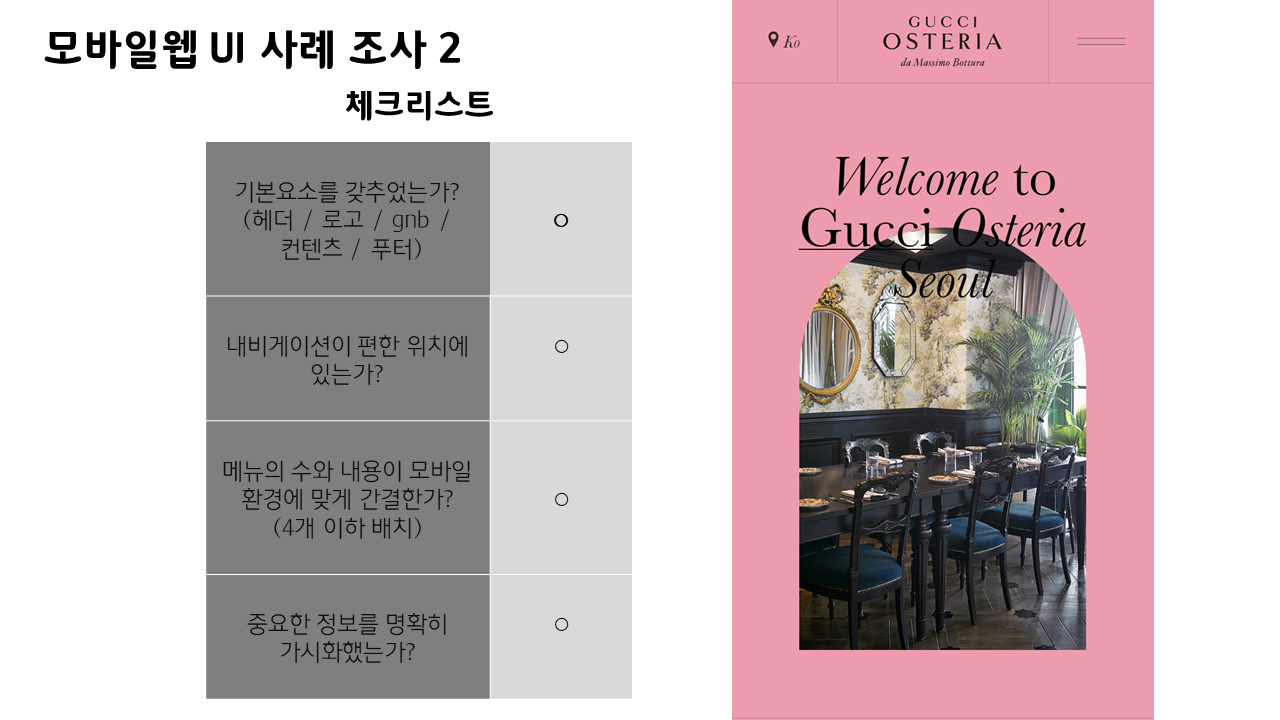 모바일웹 UI 사례 조사 2
체크리스트
기본요소를 갖추었는가?
(헤더 / 로고 / gnb /
컨텐츠 / 푸터)
ㅇ
내비게이션이 편한 위치에
있는가?
○
메뉴의 수와 내용이 모바일
환경에 맞게 간결한가?
(4개 이하 배치)
○
중요한 정보를 명확히
가시화했는가?
○
Ko
GUCCI
OSTERIA
da Massimo Bottura
Welcome to
Gucci Osteria
Seoul